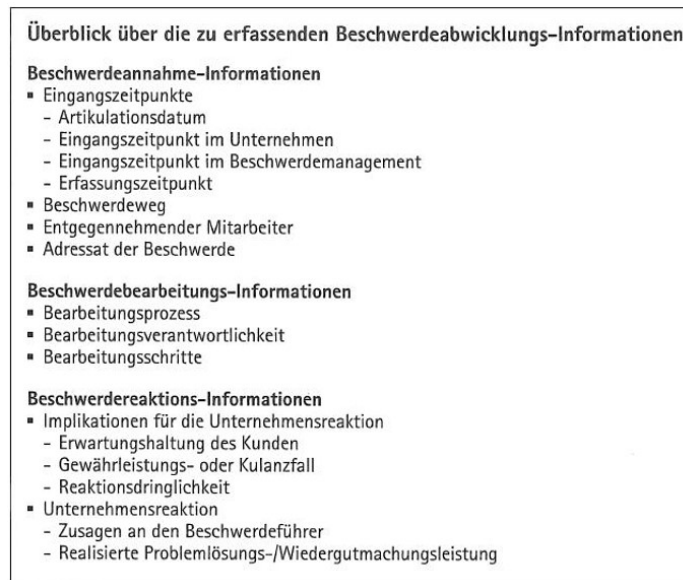 Überblick über die zu erfassenden Beschwerdeabwicklungs-Informationen
Beschwerdeannahme-Informationen
▪ Eingangszeitpunkte
- Artikulationsdatum
- Eingangszeitpunkt im Unternehmen
- Eingangszeitpunkt im Beschwerdemanagement
- Erfassungszeitpunkt
▪ Beschwerdeweg
▪ Entgegennehmender Mitarbeiter
▪ Adressat der Beschwerde
Beschwerdebearbeitungs-Informationen
▪ Bearbeitungsprozess
▪ Bearbeitungsverantwortlichkeit
▪ Bearbeitungsschritte
Beschwerdereaktions-Informationen
▪ Implikationen für die Unternehmensreaktion
- Erwartungshaltung des Kunden
- Gewährleistungs- oder Kulanzfall
- Reaktionsdringlichkeit
▪ Unternehmensreaktion
- Zusagen an den Beschwerdeführer
- Realisierte Problemlösungs-/Wiedergutmachungsleistung